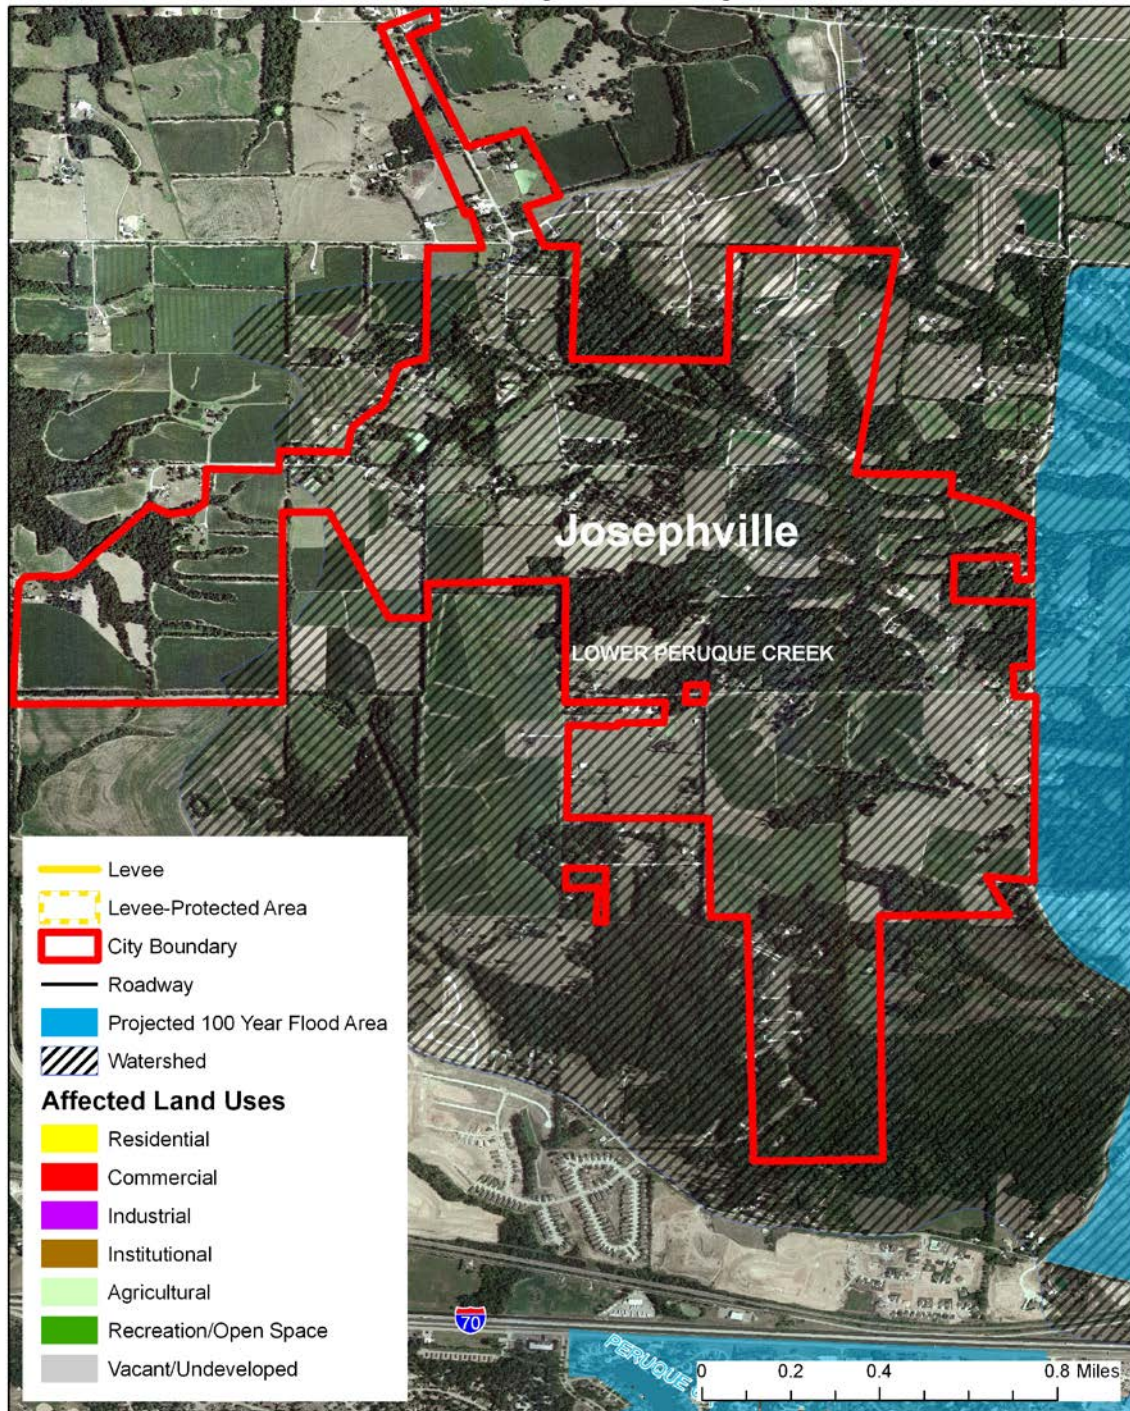 Josephville
LOWER PERUQUE CREEK
Levee
Levee-Protected Area
City Boundary
Roadway
Projected 100 Year Flood Area
Watershed
Affected Land Uses
Residential
Commercial
Industrial
Institutional
Agricultural
Recreation/Open Space
Vacant/Undeveloped
70
PERUQUE
0 0.2 0.4 0.8 Miles